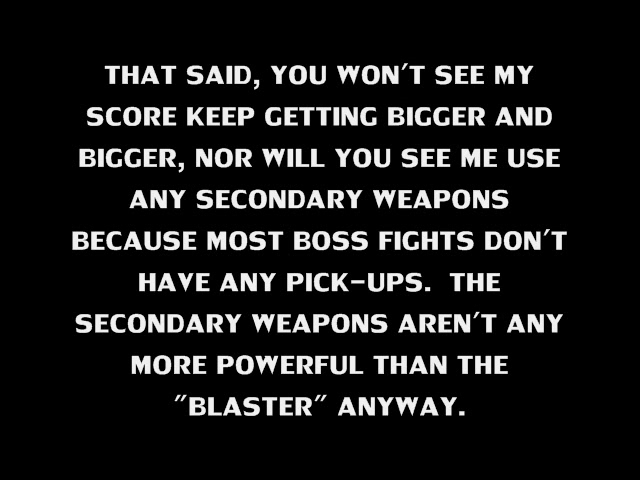 THAT SAID, YOU WON'T SEE MY
SCORE KEEP GETTING BIGGER AND
BIGGER, NOR WILL YOU SEE ME USE
ANY SECONDARY WEAPONS
BECAUSE MOST BOSS FIGHTS DON'T
HAVE ANY PICK-UPS.  THE
SECONDARY WEAPONS AREN'T ANY
MORE POWERFUL THAN THE
"BLASTER" ANYWAY.